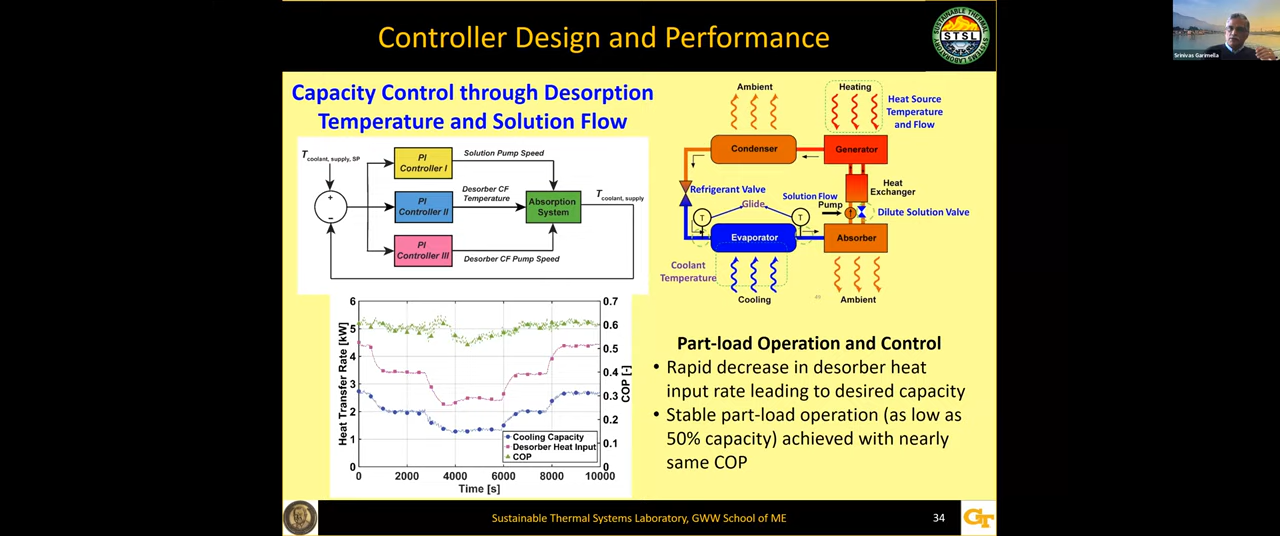 Controller Design and Performance
SUSTAINABLE THERMAL SYSTEMS LABORATORY
STSL
Srinivas Garimella
Capacity Control through Desorption
Temperature and Solution Flow
T coolant, supply, SP
+
−
PI
Controller I
PI
Controller II
PI
Controller III
Solution Pump Speed
Desorber CF
Temperature
Desorber CF Pump Speed
Absorption
System
T coolant, supply
Ambient
Heating
Heat Source
Temperature
and Flow
Condenser
Generator
Heat
Exchanger
Refrigerant Valve
Glide
Solution Flow
Pump
Dilute Solution Valve
T
T
Evaporator
Absorber
Coolant
Temperature
Cooling
Ambient
Heat Transfer Rate [kW]
6
5
4
3
2
1
0
0.7
0.6
0.5
0.4
0.3
0.2
0.1
0
COP [-]
Cooling Capacity
Desorber Heat Input
COP
0 2000 4000 6000 8000 10000
Time [s]
Part-load Operation and Control
• Rapid decrease in desorber heat
input rate leading to desired capacity
• Stable part-load operation (as low as
50% capacity) achieved with nearly
same COP
Sustainable Thermal Systems Laboratory, GWW School of ME
34
GT